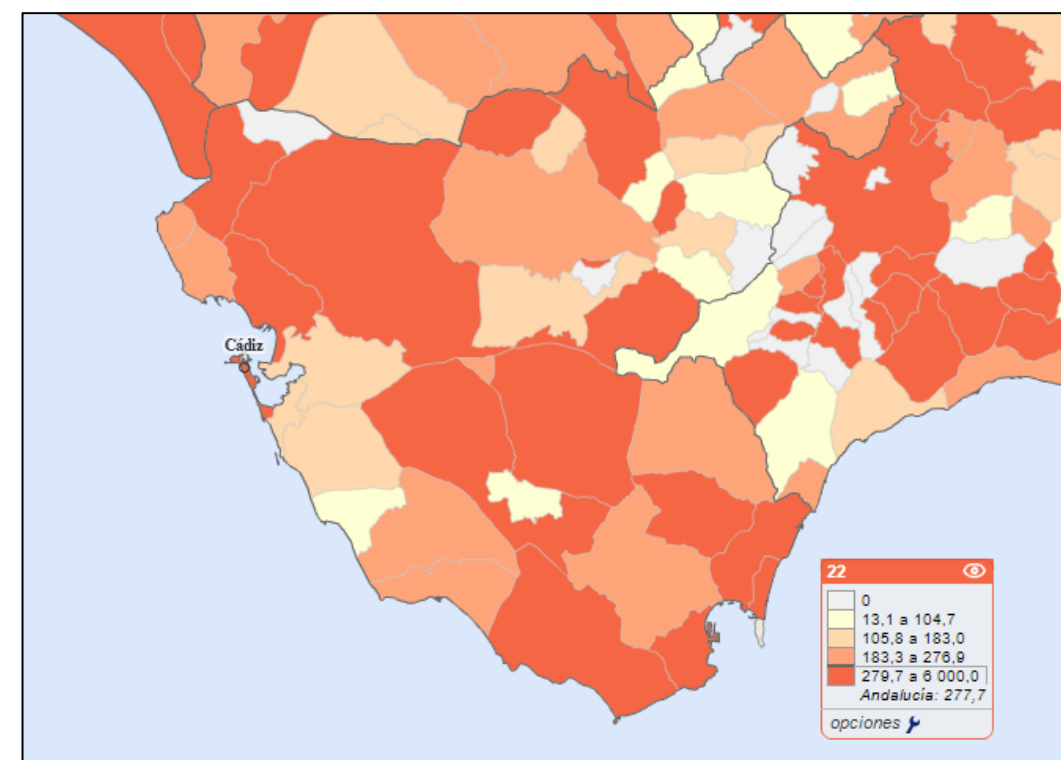 Cádiz
22
0
13,1 a 104,7
105,8 a 183,0
183,3 a 276,9
279,7 a 6 000,0
Andalucía: 277,7
opciones